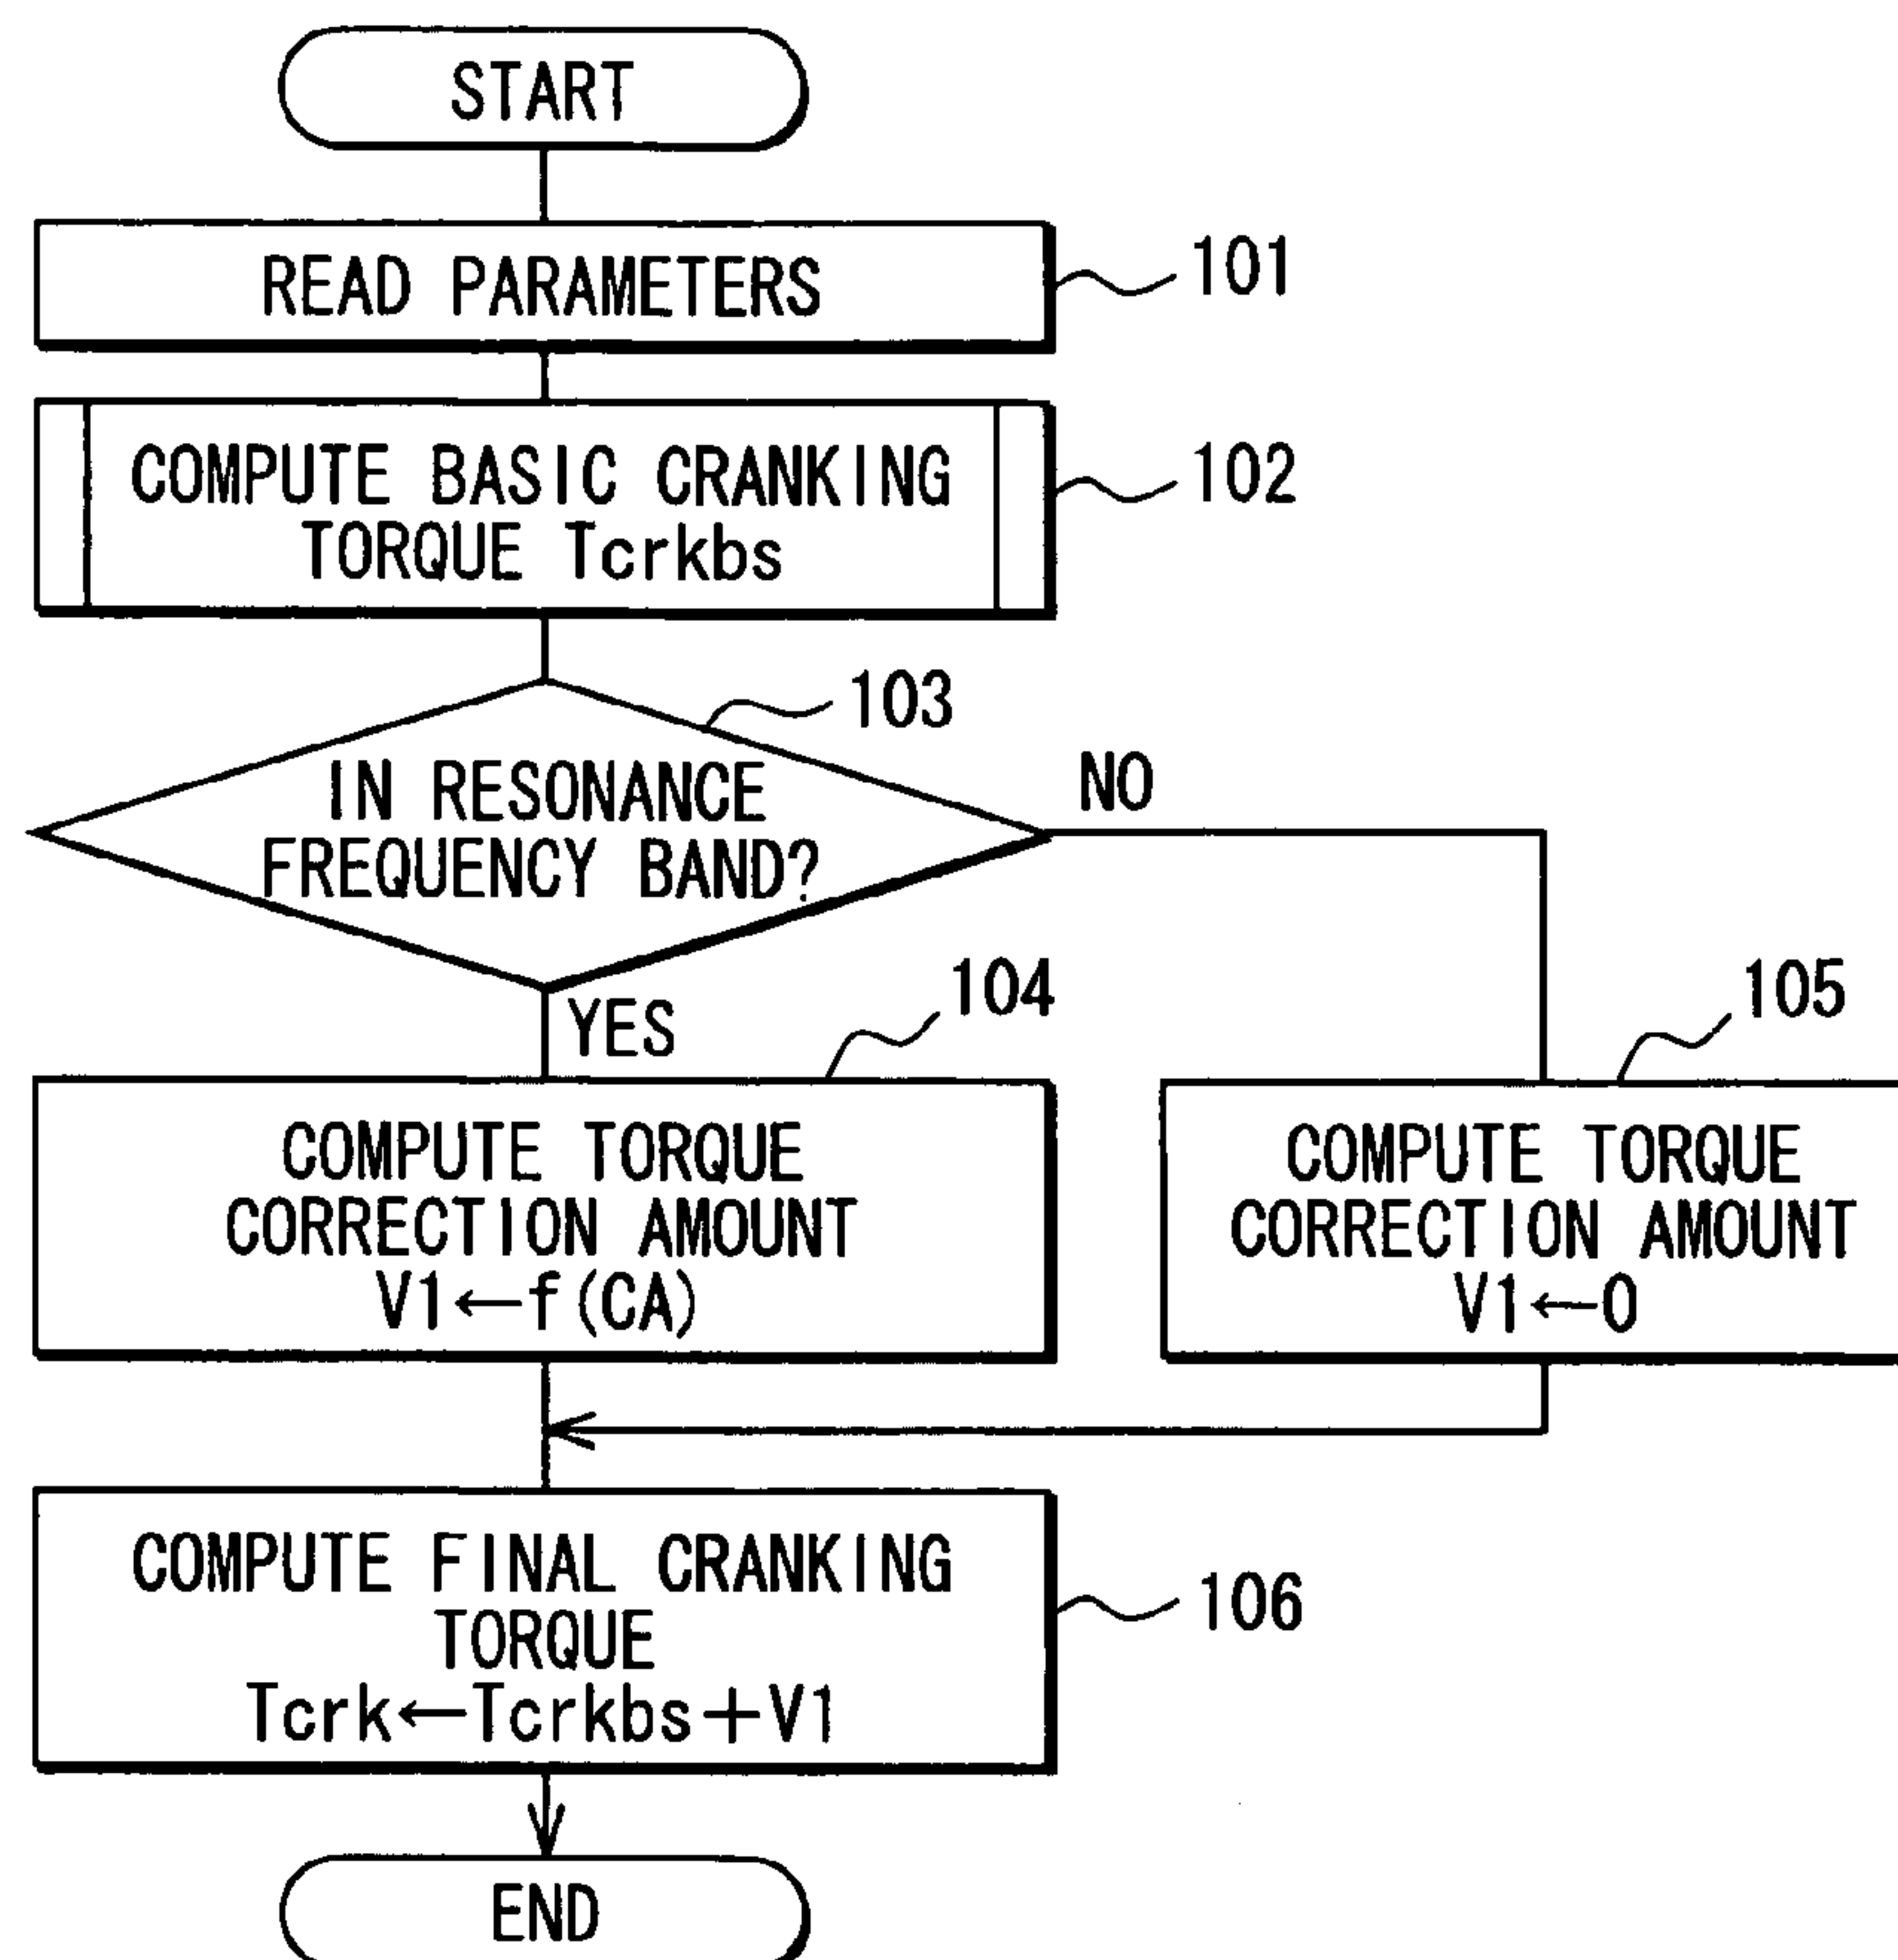 START
READ PARAMETERS
101
COMPUTE BASIC CRANKING
TORQUE Tcrkbs
102
103
IN RESONANCE
FREQUENCY BAND?
NO
YES
104
105
COMPUTE TORQUE
CORRECTION AMOUNT
V1←f(CA)
COMPUTE TORQUE
CORRECTION AMOUNT
V1←0
COMPUTE FINAL CRANKING
TORQUE
Tcrk←Tcrkbs+V1
106
END